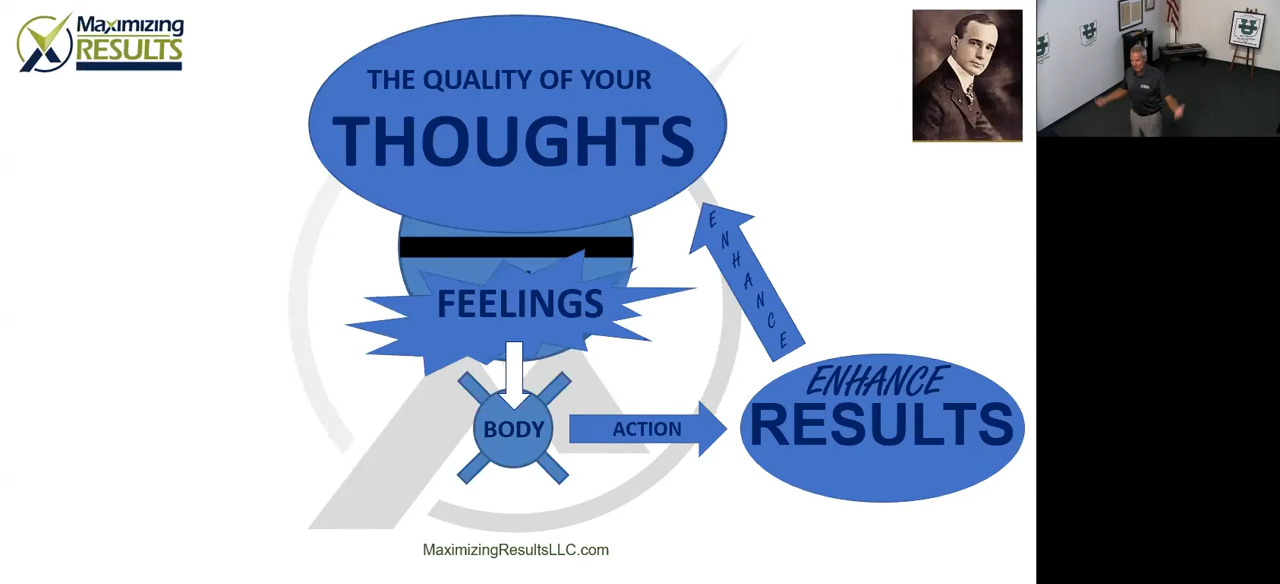 Maximizing
RESULTS
THE QUALITY OF YOUR
THOUGHTS
FEELINGS
BODY
ACTION
ENHANCE
ENHANCE
RESULTS
MaximizingResultsLLC.com